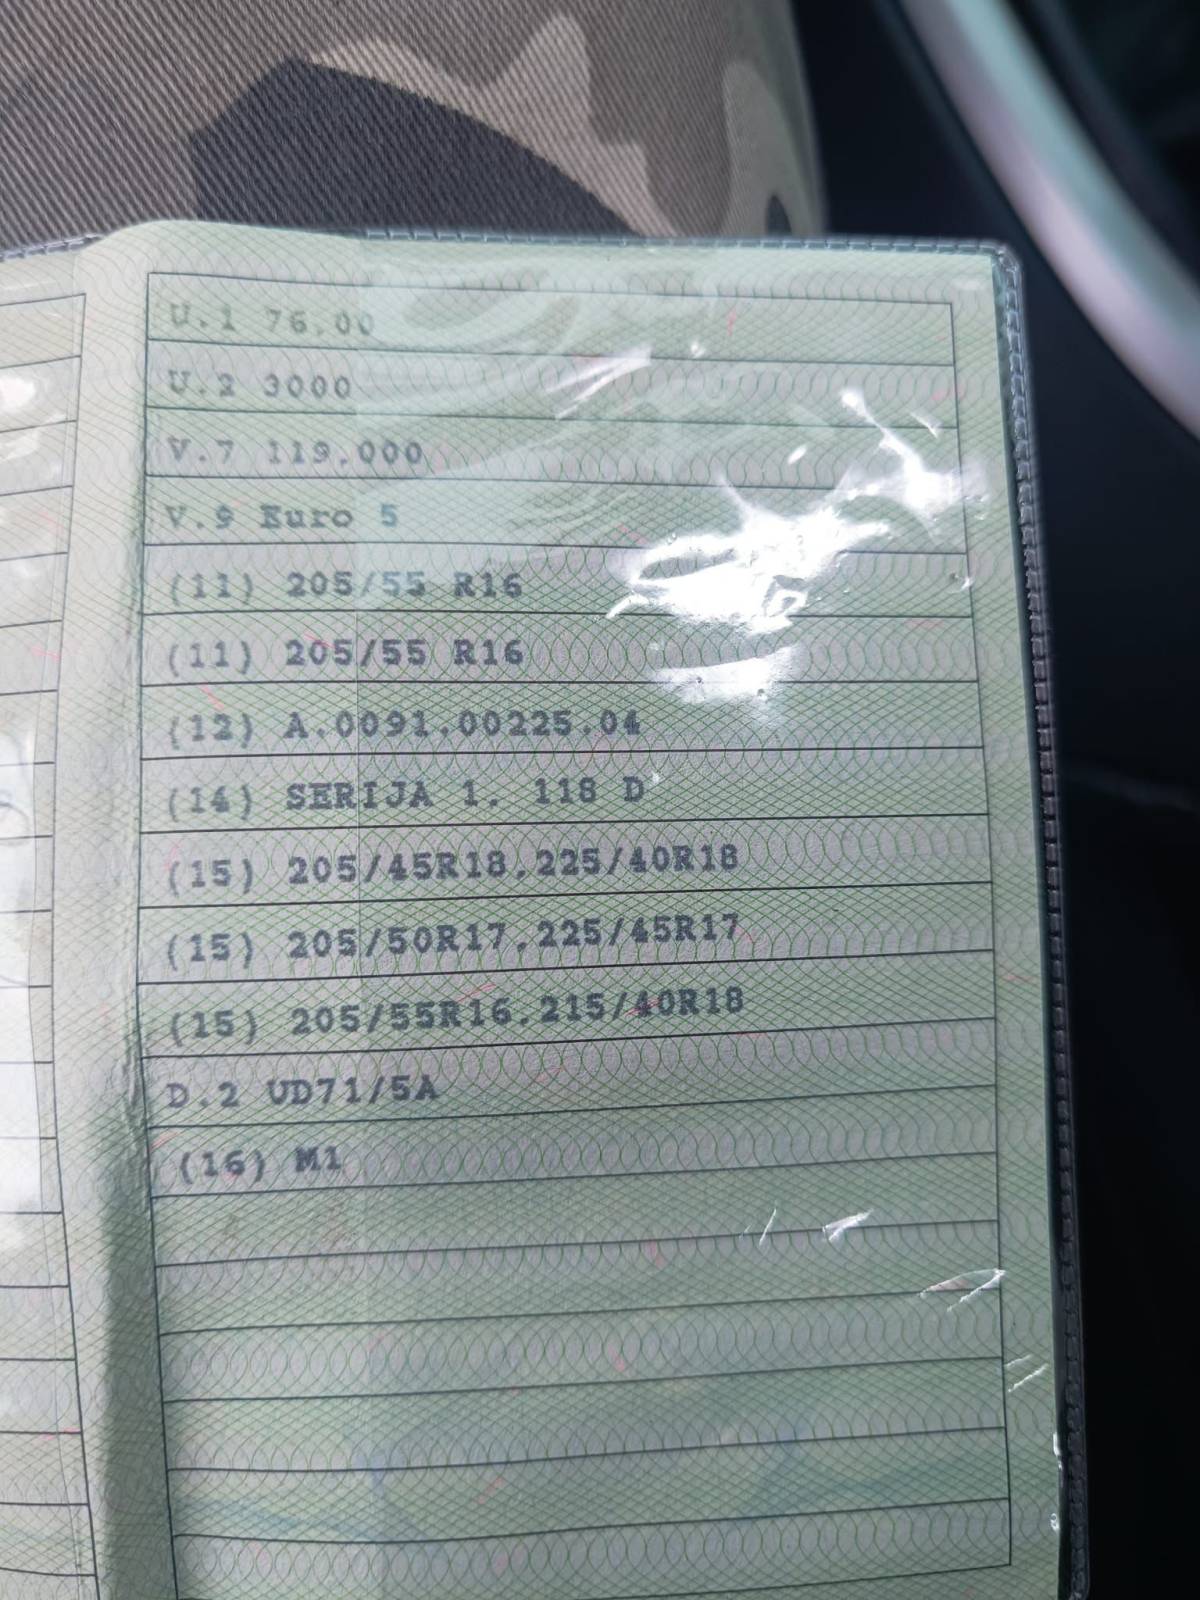 U.1 76.00
U.2 3000
V.7 119.000
V.9 Euro 5
(11) 205/55 R16
(11) 205/55 R16
(12) A.0091.00225.04
(14) SERIJA 1. 118 D
(15) 205/45R18,225/40R18
(15) 205/50R17,225/45R17
(15) 205/55R16,215/40R18
D.2 UD71/5A
(16) M1